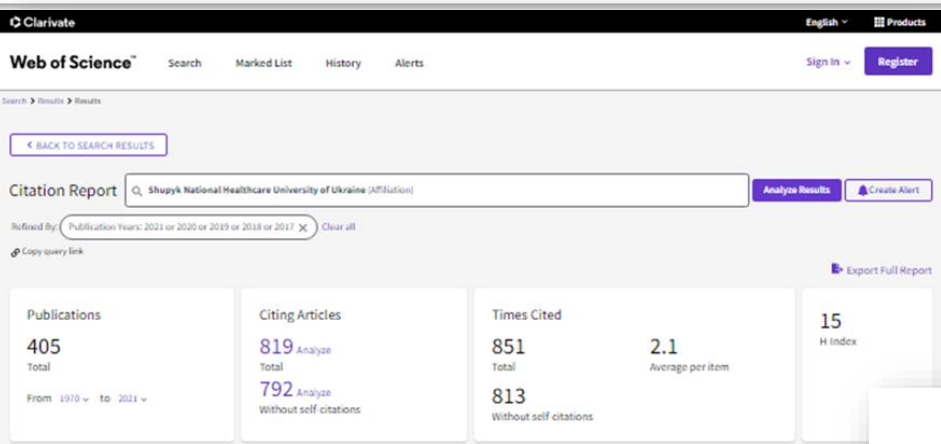 Clarivate English Products
Web of Science™ Search Marked List History Alerts Sign In Register
Search > Results > Results
< BACK TO SEARCH RESULTS
Citation Report Shupyk National Healthcare University of Ukraine (Affiliation) Analyze Results Create Alert
Refined By: Publication Years: 2021 or 2020 or 2019 or 2018 or 2017 × Clear all
Copy query link
Export Full Report
Publications
405
Total
From 1970 to 2021
Citing Articles
819 Analyze
Total
792 Analyze
Without self citations
Times Cited
851
Total
813
Without self citations
2.1
Average per item
15
H Index